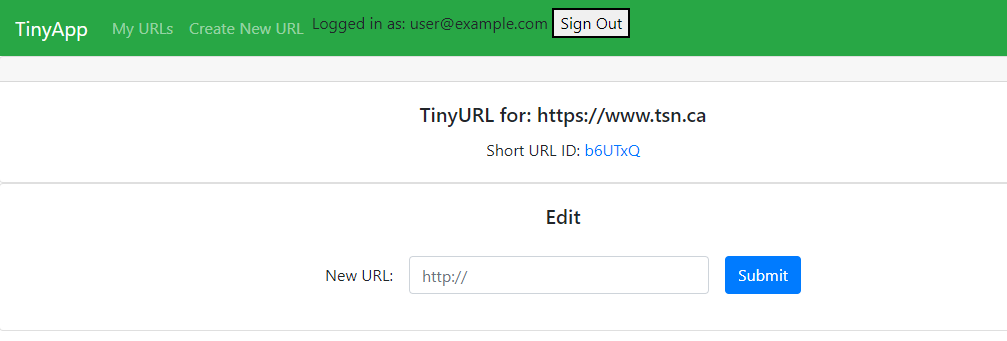 TinyApp My URLs Create New URL Logged in as: user@example.com Sign Out
TinyURL for: https://www.tsn.ca
Short URL ID: b6UTxQ
Edit
New URL: http:// Submit